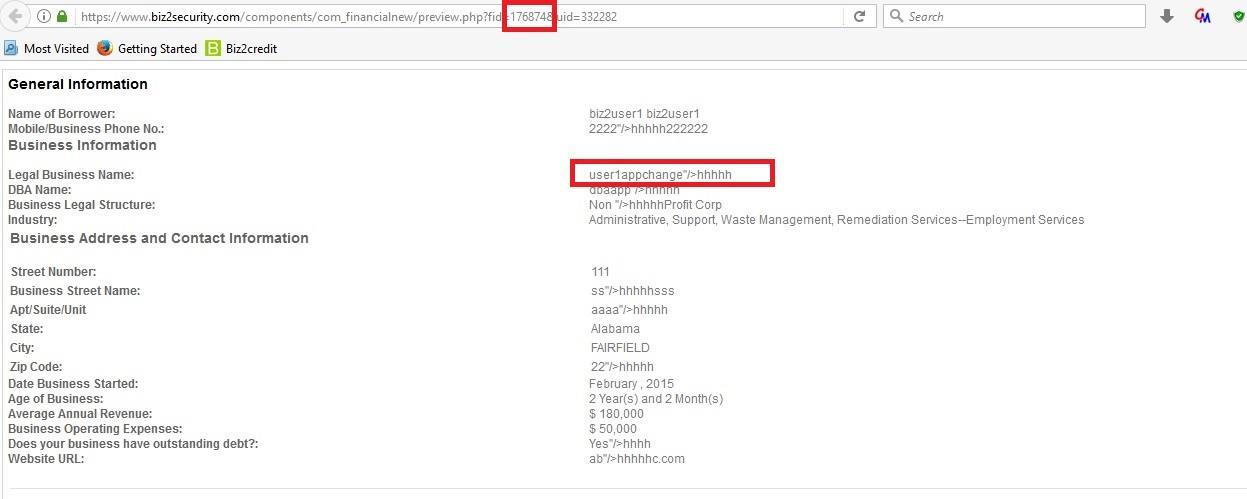 https://www.biz2security.com/components/com_financialnew/preview.php?fid=176874&uid=332282
Search
GM
Most Visited Getting Started Biz2credit
General Information
Name of Borrower: biz2user1 biz2user1
Mobile/Business Phone No.: 2222"/>hhhhh222222
Business Information
Legal Business Name: user1appchange"/>hhhhh
DBA Name: dbaapp"/>hhhhh
Business Legal Structure: Non "/>hhhhhProfit Corp
Industry: Administrative, Support, Waste Management, Remediation Services--Employment Services
Business Address and Contact Information
Street Number: 111
Business Street Name: ss"/>hhhhhsss
Apt/Suite/Unit aaaa"/>hhhhh
State: Alabama
City: FAIRFIELD
Zip Code: 22"/>hhhhh
Date Business Started: February , 2015
Age of Business: 2 Year(s) and 2 Month(s)
Average Annual Revenue: $ 180,000
Business Operating Expenses: $ 50,000
Does your business have outstanding debt?: Yes"/>hhhh
Website URL: ab"/>hhhhhc.com